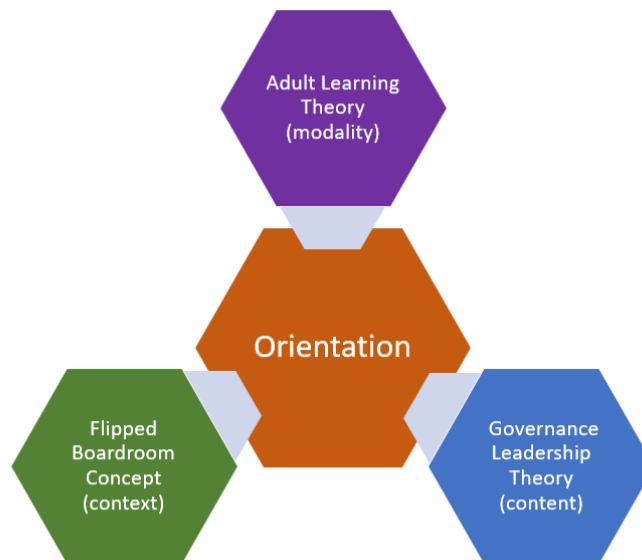 Adult Learning
Theory
(modality)
Orientation
Flipped
Boardroom
Concept
(context)
Governance
Leadership
Theory
(content)